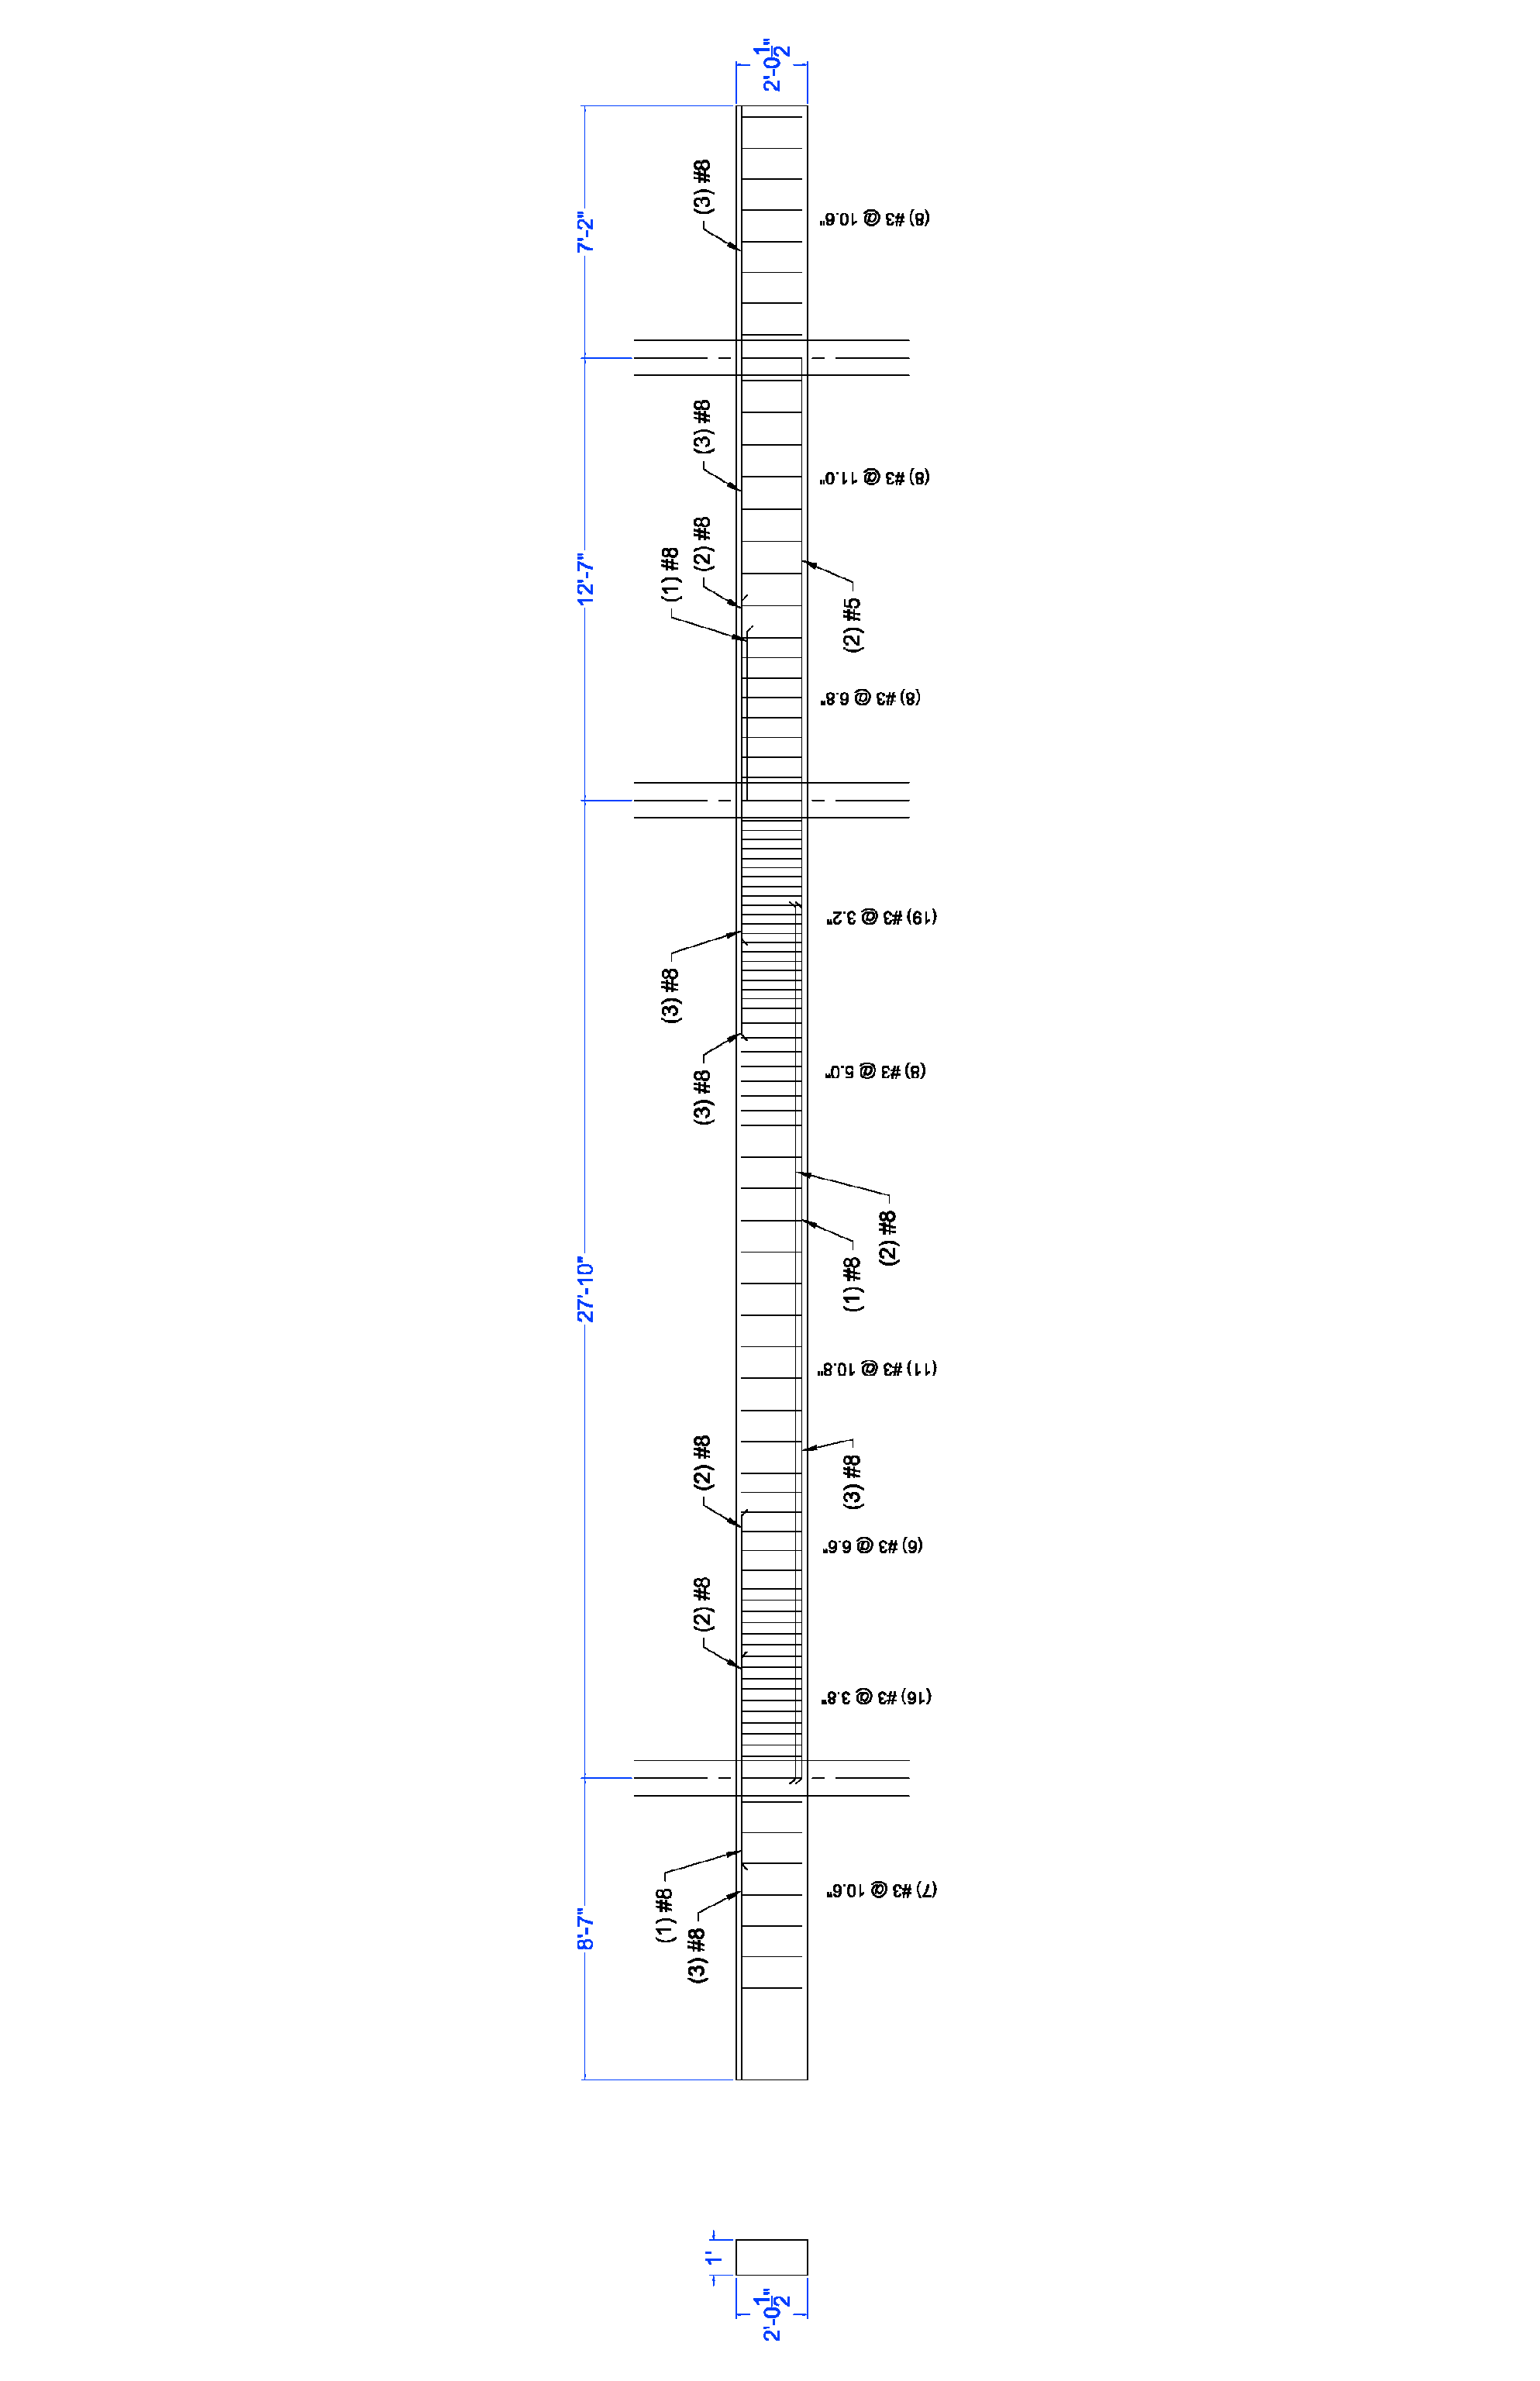 2'-0 1/2"
7'-2"
(3) #8
(8) #3 @ 10.6"
12'-7"
(3) #8
(8) #3 @ 11.0"
(2) #8
(1) #8
(2) #5
(8) #3 @ 6.8"
27'-10"
(19) #3 @ 3.2"
(3) #8
(3) #8
(8) #3 @ 5.0"
(2) #8
(1) #8
(11) #3 @ 10.8"
(2) #8
(3) #8
(6) #3 @ 6.6"
(2) #8
(16) #3 @ 3.8"
8'-7"
(1) #8
(3) #8
(7) #3 @ 10.6"
1'
2'-0 1/2"